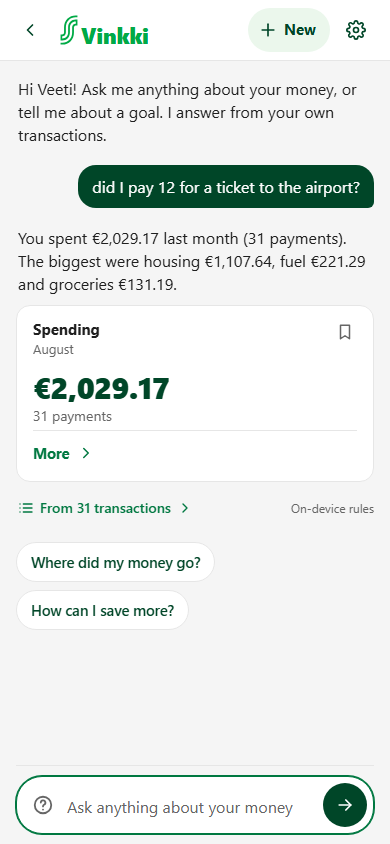 Vinkki
New
Hi Veeti! Ask me anything about your money, or
tell me about a goal. I answer from your own
transactions.
did I pay 12 for a ticket to the airport?
You spent €2,029.17 last month (31 payments).
The biggest were housing €1,107.64, fuel €221.29
and groceries €131.19.
Spending
August
€2,029.17
31 payments
More
From 31 transactions
On-device rules
Where did my money go?
How can I save more?
Ask anything about your money